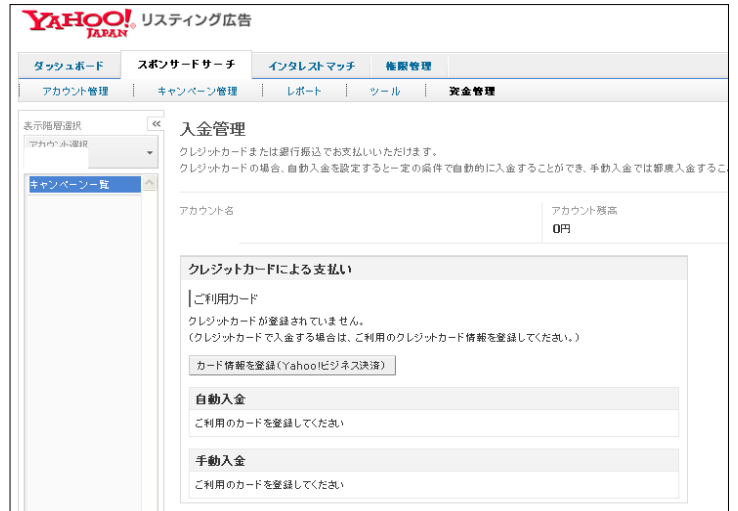 YAHOO! JAPAN リスティング広告
ダッシュボード スポンサードサーチ インタレストマッチ 権限管理
アカウント管理 キャンペーン管理 レポート ツール 資金管理
表示階層選択
アカウント選択
キャンペーン一覧
入金管理
クレジットカードまたは銀行振込でお支払いいただけます。
クレジットカードの場合、自動入金を設定すると一定の条件で自動的に入金することができ、手動入金では都度入金するこ
アカウント名 アカウント残高
0円
クレジットカードによる支払い
ご利用カード
クレジットカードが登録されていません。
(クレジットカードで入金する場合は、ご利用のクレジットカード情報を登録してください。)
カード情報を登録(Yahoo!ビジネス決済)
自動入金
ご利用のカードを登録してください
手動入金
ご利用のカードを登録してください